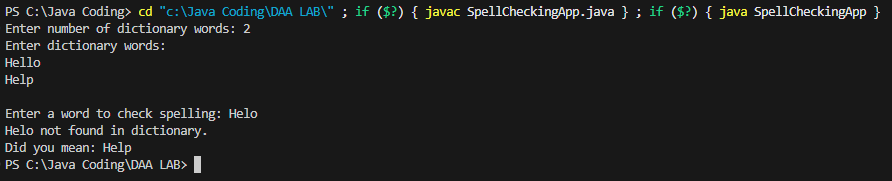 PS C:\Java Coding> cd "c:\Java Coding\DAA LAB\" ; if ($?) { javac SpellCheckingApp.java } ; if ($?) { java SpellCheckingApp }
Enter number of dictionary words: 2
Enter dictionary words:
Hello
Help
Enter a word to check spelling: Helo
Helo not found in dictionary.
Did you mean: Help
PS C:\Java Coding\DAA LAB>